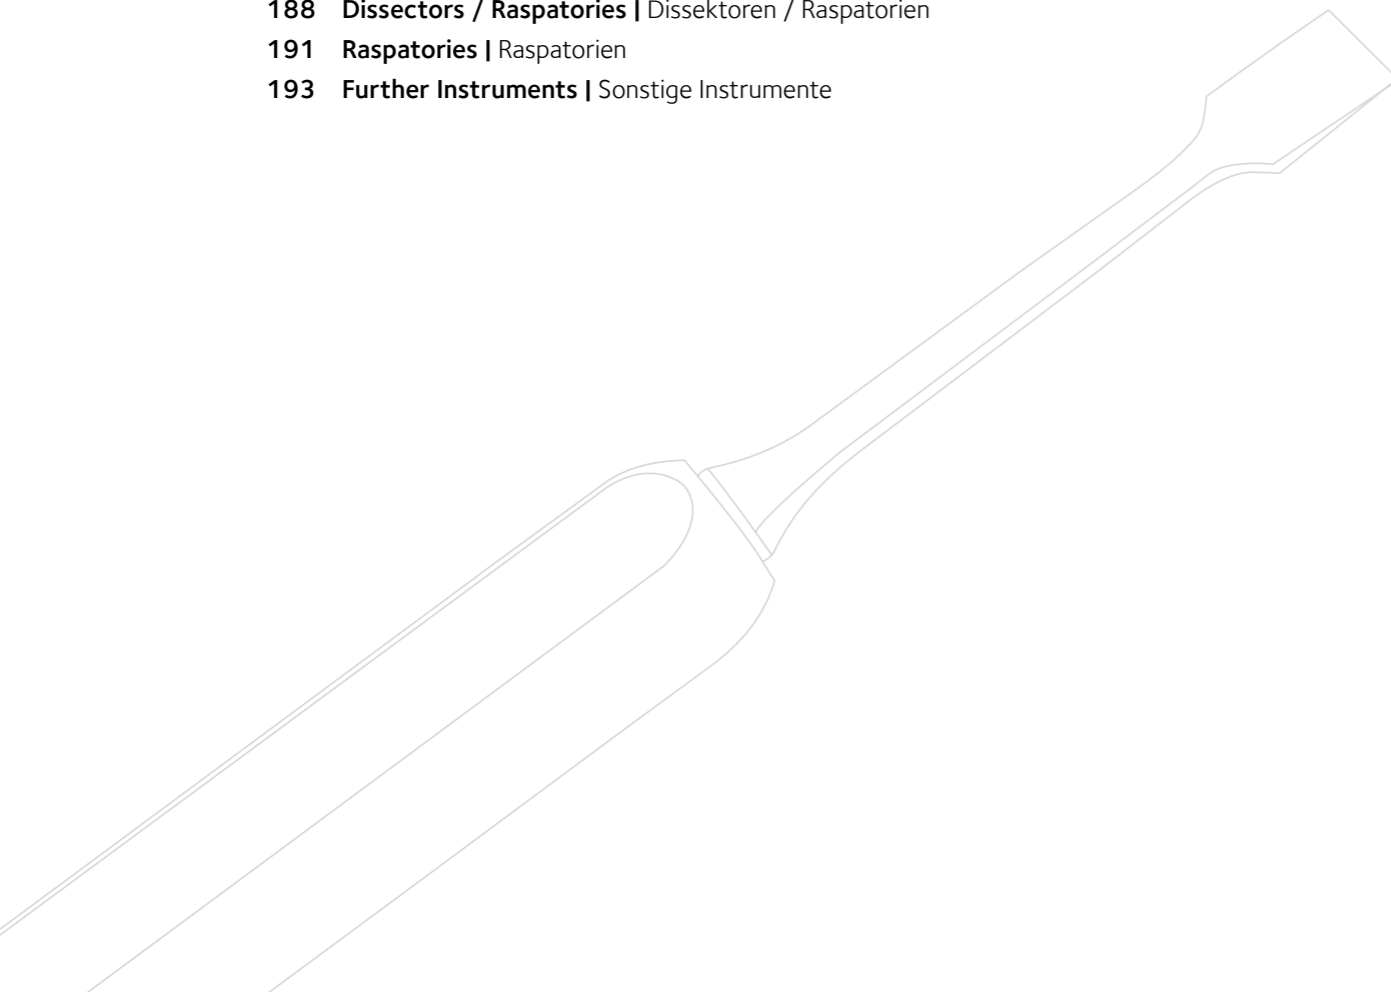 188 Dissectors / Raspatories | Dissektoren / Raspatorien
191 Raspatories | Raspatorien
193 Further Instruments | Sonstige Instrumente